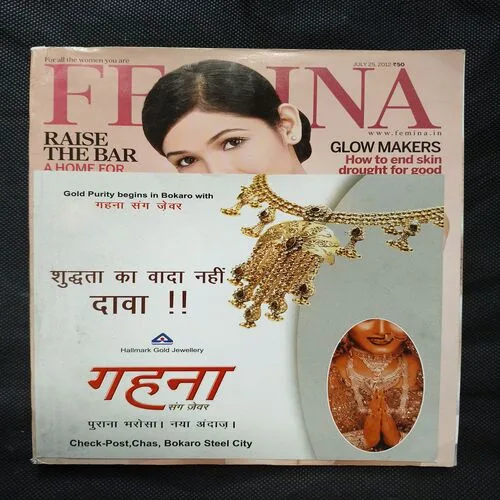 For all the women you are
FEMINA
JULY 25, 2012 ₹50
www.femina.in
RAISE
THE BAR
A HOME FOR
GLOW MAKERS
How to end skin
drought for good
Gold Purity begins in Bokaro with
गहना संग ज़ेवर
शुद्धता का वादा नहीं
दावा !!
Hallmark Gold Jewellery
गहना
संग ज़ेवर
पुराना भरोसा। नया अंदाज़।
Check-Post,Chas, Bokaro Steel City